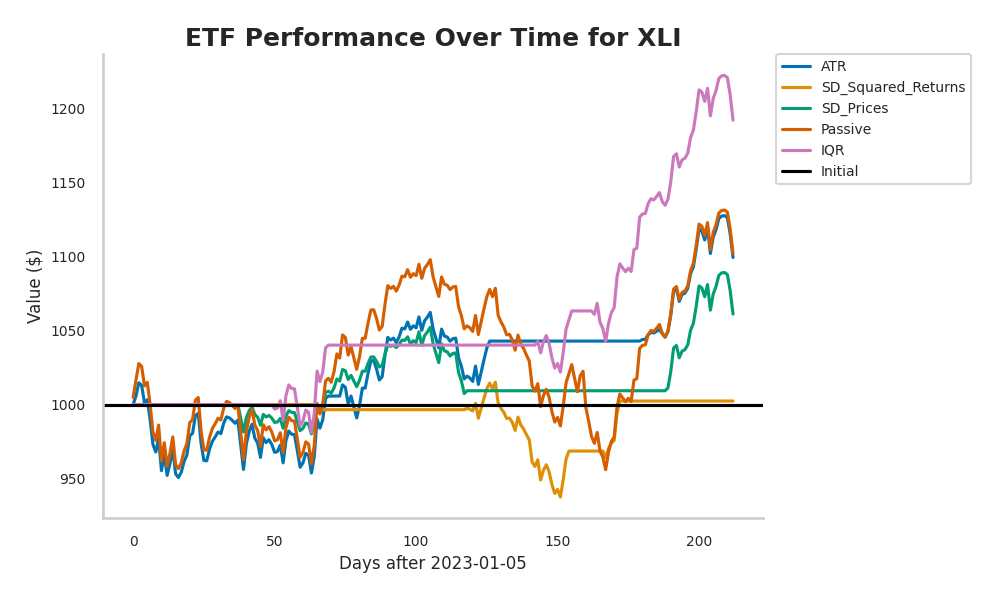 ETF Performance Over Time for XLI
ATR
SD_Squared_Returns
SD_Prices
Passive
IQR
Initial
Value ($)
1200
1150
1100
1050
1000
950
0 50 100 150 200
Days after 2023-01-05